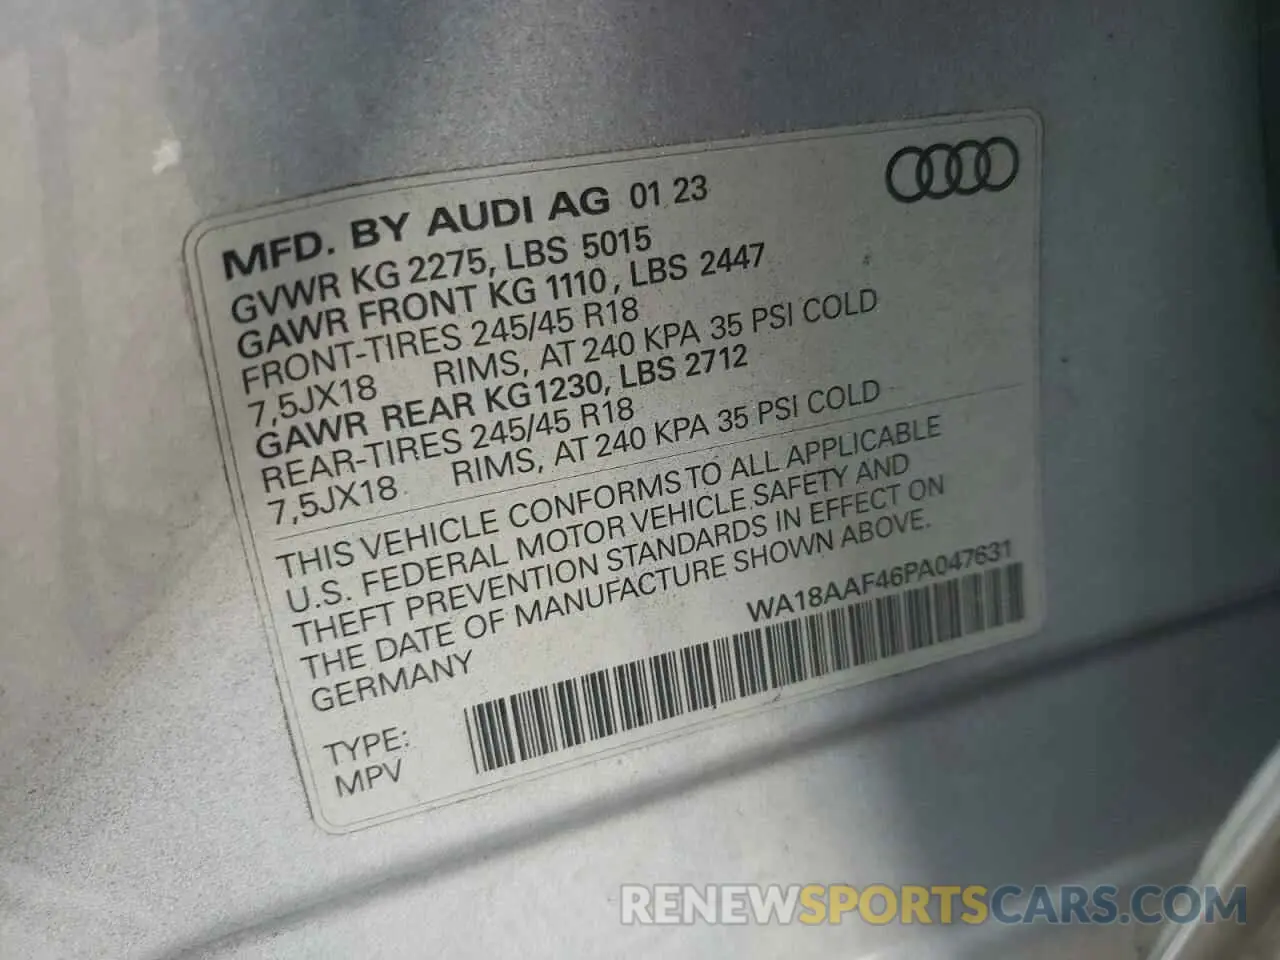 MFD. BY AUDI AG 01 23
GVWR KG 2275, LBS 5015
GAWR FRONT KG 1110, LBS 2447
FRONT-TIRES 245/45 R18
7,5JX18 RIMS, AT 240 KPA 35 PSI COLD
GAWR REAR KG1230, LBS 2712
REAR-TIRES 245/45 R18
7,5JX18 RIMS, AT 240 KPA 35 PSI COLD
THIS VEHICLE CONFORMS TO ALL APPLICABLE
U.S. FEDERAL MOTOR VEHICLE SAFETY AND
THEFT PREVENTION STANDARDS IN EFFECT ON
THE DATE OF MANUFACTURE SHOWN ABOVE.
GERMANY
WA18AAF46PA047631
TYPE:
MPV
RENEWSPORTSCARS.COM